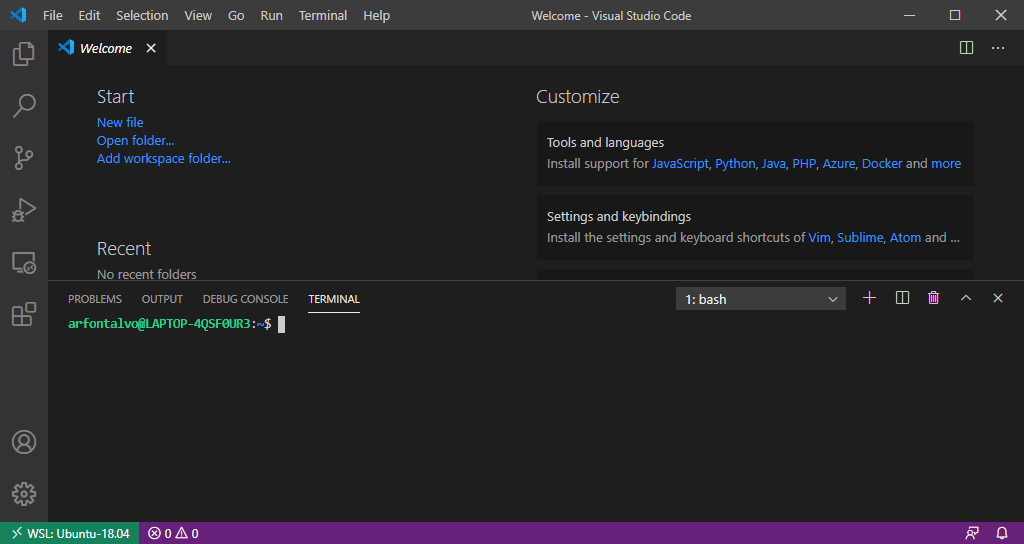 File Edit Selection View Go Run Terminal Help Welcome - Visual Studio Code
Welcome
Start
New file
Open folder...
Add workspace folder...
Recent
No recent folders
Customize
Tools and languages
Install support for JavaScript, Python, Java, PHP, Azure, Docker and more
Settings and keybindings
Install the settings and keyboard shortcuts of Vim, Sublime, Atom and ...
PROBLEMS OUTPUT DEBUG CONSOLE TERMINAL 1: bash
arfontalvo@LAPTOP-4QSF0UR3:~$
WSL: Ubuntu-18.04 0 0